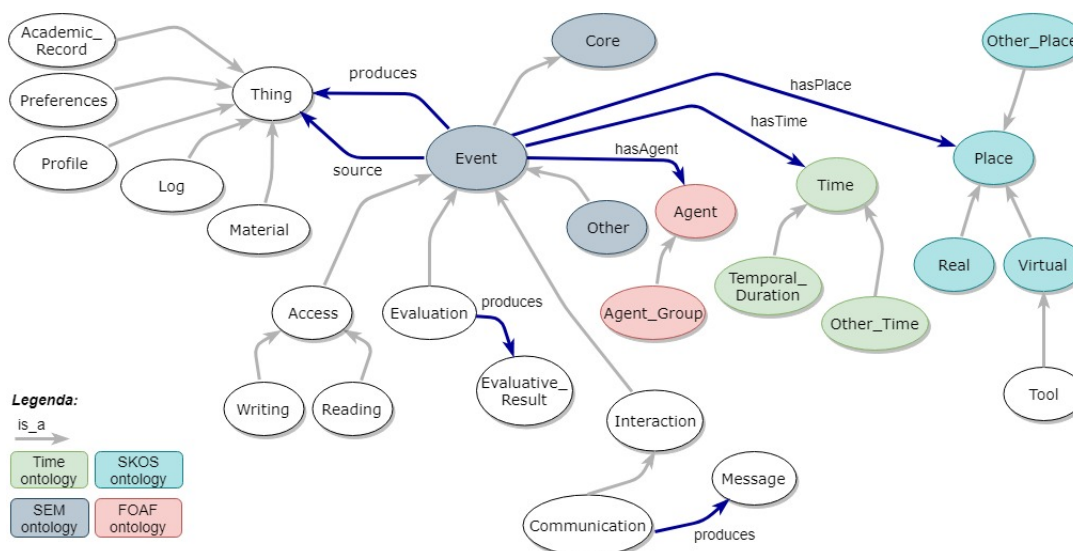 Academic_
Record
Core
Other_Place
produces
Preferences
Thing
hasPlace
hasTime
Profile
source
Event
hasAgent
Place
Log
Time
Material
Other
Agent
Real
Virtual
Temporal_
Duration
Access
Evaluation
produces
Agent_Group
Other_Time
Evaluative_
Result
Writing
Reading
Interaction
Tool
Legenda:
is_a
Time
ontology
SKOS
ontology
SEM
ontology
FOAF
ontology
Message
Communication
produces